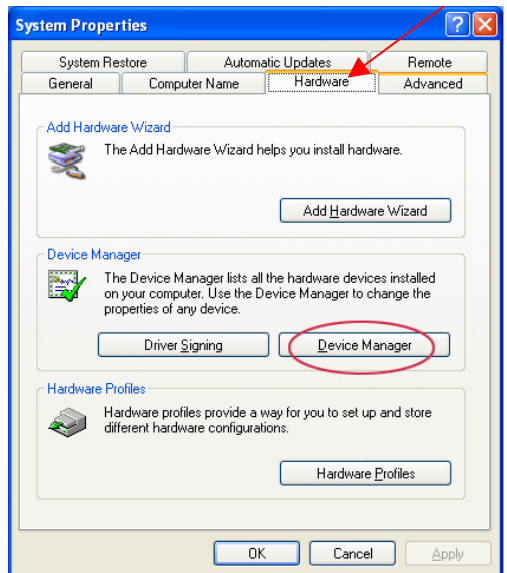 System Properties
System Restore Automatic Updates Remote
General Computer Name Hardware Advanced
Add Hardware Wizard
The Add Hardware Wizard helps you install hardware.
Add Hardware Wizard
Device Manager
The Device Manager lists all the hardware devices installed
on your computer. Use the Device Manager to change the
properties of any device.
Driver Signing Device Manager
Hardware Profiles
Hardware profiles provide a way for you to set up and store
different hardware configurations.
Hardware Profiles
OK Cancel Apply